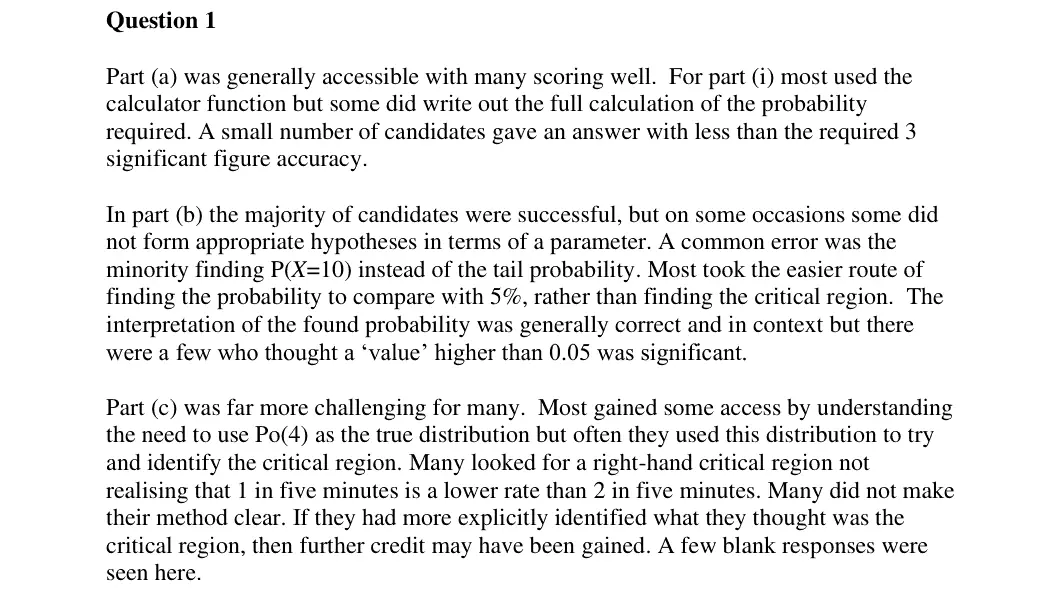 Question 1
Part (a) was generally accessible with many scoring well.  For part (i) most used the
calculator function but some did write out the full calculation of the probability
required. A small number of candidates gave an answer with less than the required 3
significant figure accuracy.
In part (b) the majority of candidates were successful, but on some occasions some did
not form appropriate hypotheses in terms of a parameter. A common error was the
minority finding P(X=10) instead of the tail probability. Most took the easier route of
finding the probability to compare with 5%, rather than finding the critical region.  The
interpretation of the found probability was generally correct and in context but there
were a few who thought a ‘value’ higher than 0.05 was significant.
Part (c) was far more challenging for many.  Most gained some access by understanding
the need to use Po(4) as the true distribution but often they used this distribution to try
and identify the critical region. Many looked for a right-hand critical region not
realising that 1 in five minutes is a lower rate than 2 in five minutes. Many did not make
their method clear. If they had more explicitly identified what they thought was the
critical region, then further credit may have been gained. A few blank responses were
seen here.